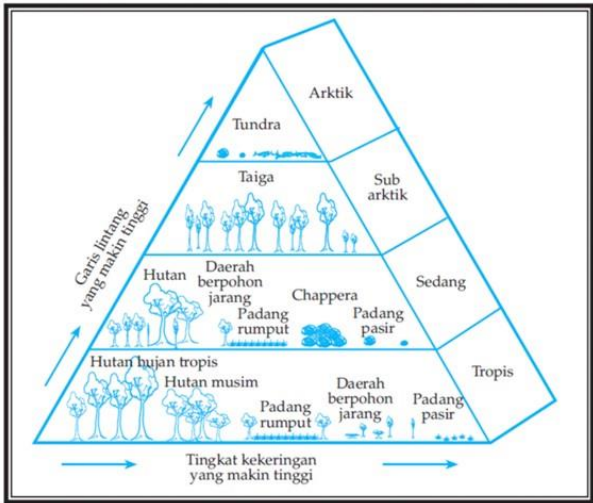 Arktik
Tundra
Taiga
Sub
arktik
Garis lintang
yang makin tinggi
Hutan
Daerah
berpohon
jarang
Padang
rumput
Chappera
Padang
pasir
Sedang
Hutan hujan tropis
Hutan musim
Padang
rumput
Daerah
berpohon
jarang
Padang
pasir
Tropis
Tingkat kekeringan
yang makin tinggi